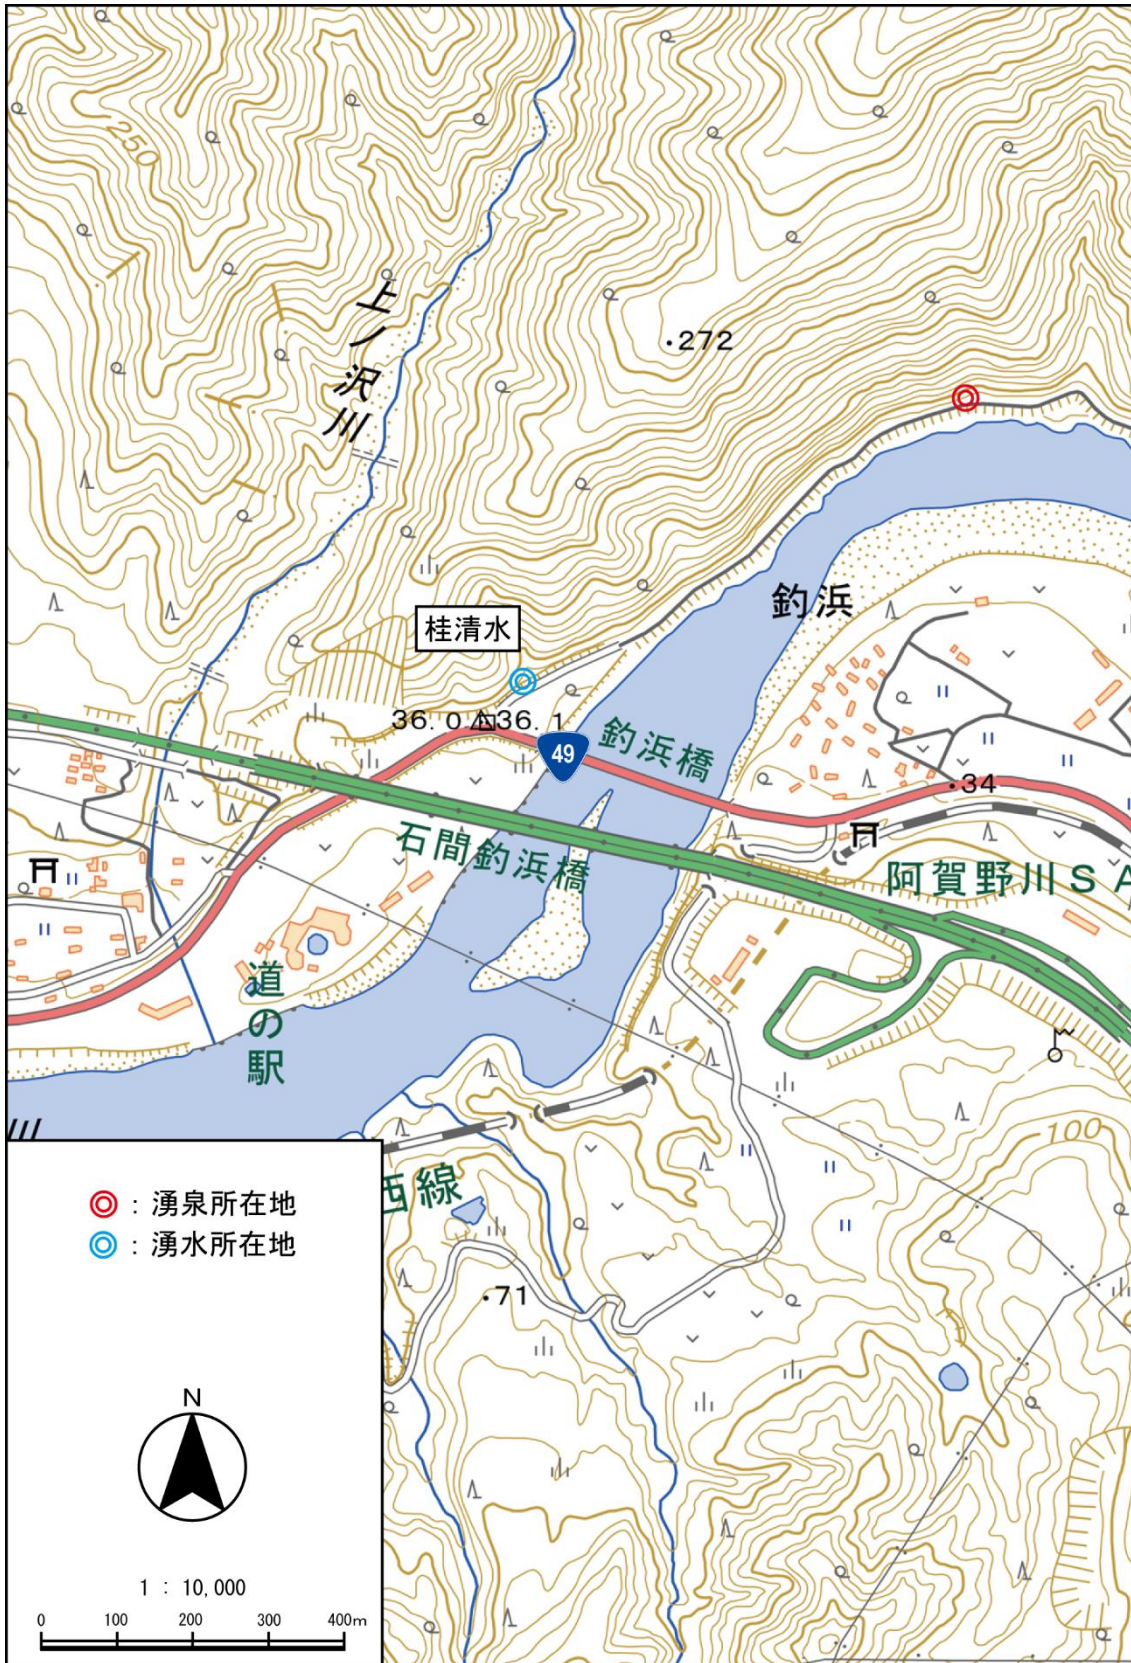 250
上ノ沢川
・272
釣浜
桂清水
36.0
36.1
49
釣浜橋
・34
石間釣浜橋
阿賀野川SA
道の駅
川
西線
100
・71
◎：湧泉所在地
◎：湧水所在地
N
1 : 10,000
0 100 200 300 400m